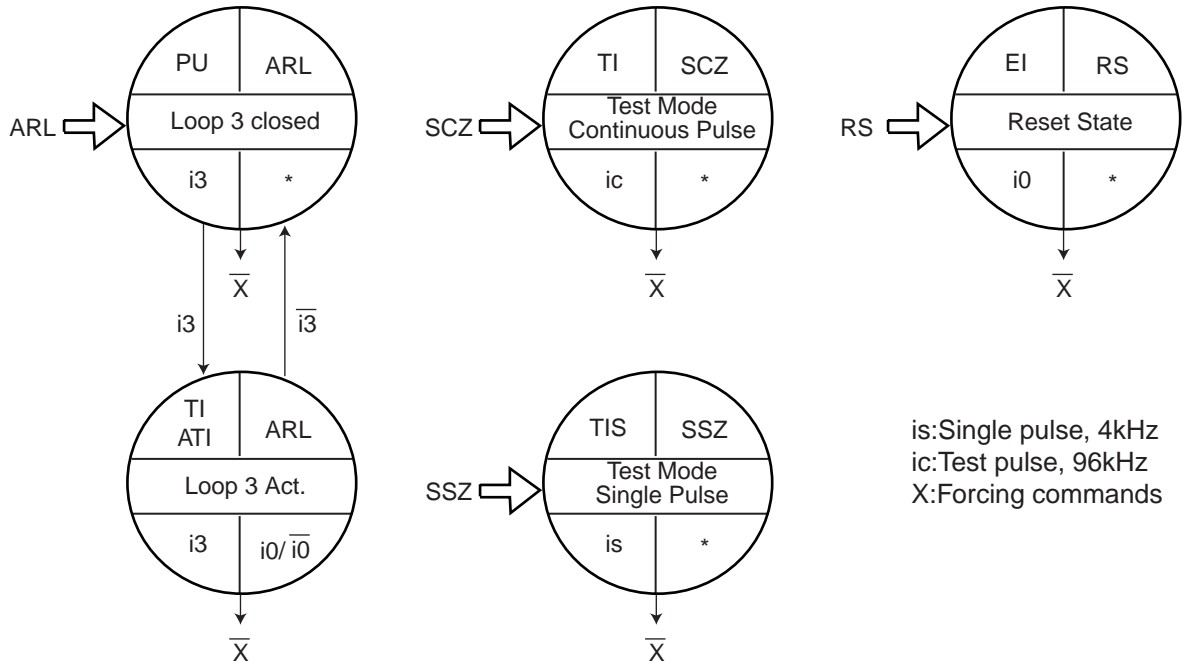 PU ARL
ARL Loop 3 closed
i3 *
X̅
TI SCZ
SCZ Test Mode
Continuous Pulse
ic *
X̅
EI RS
RS Reset State
i0 *
X̅
i3 i̅3̅
TI
ATI ARL
Loop 3 Act.
i3 i0/ i̅0̅
X̅
TIS SSZ
SSZ Test Mode
Single Pulse
is *
X̅
is:Single pulse, 4kHz
ic:Test pulse, 96kHz
X:Forcing commands